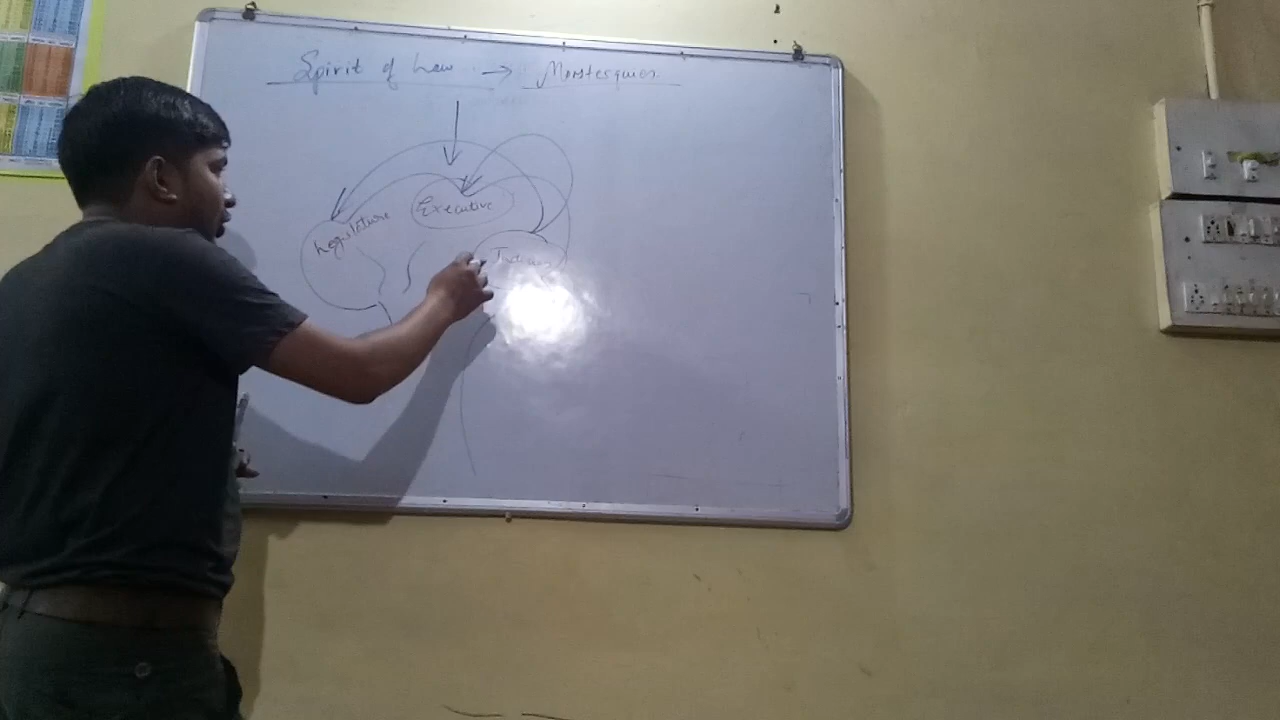 Spirit of Law → Montesquieu
Legislature
Executive